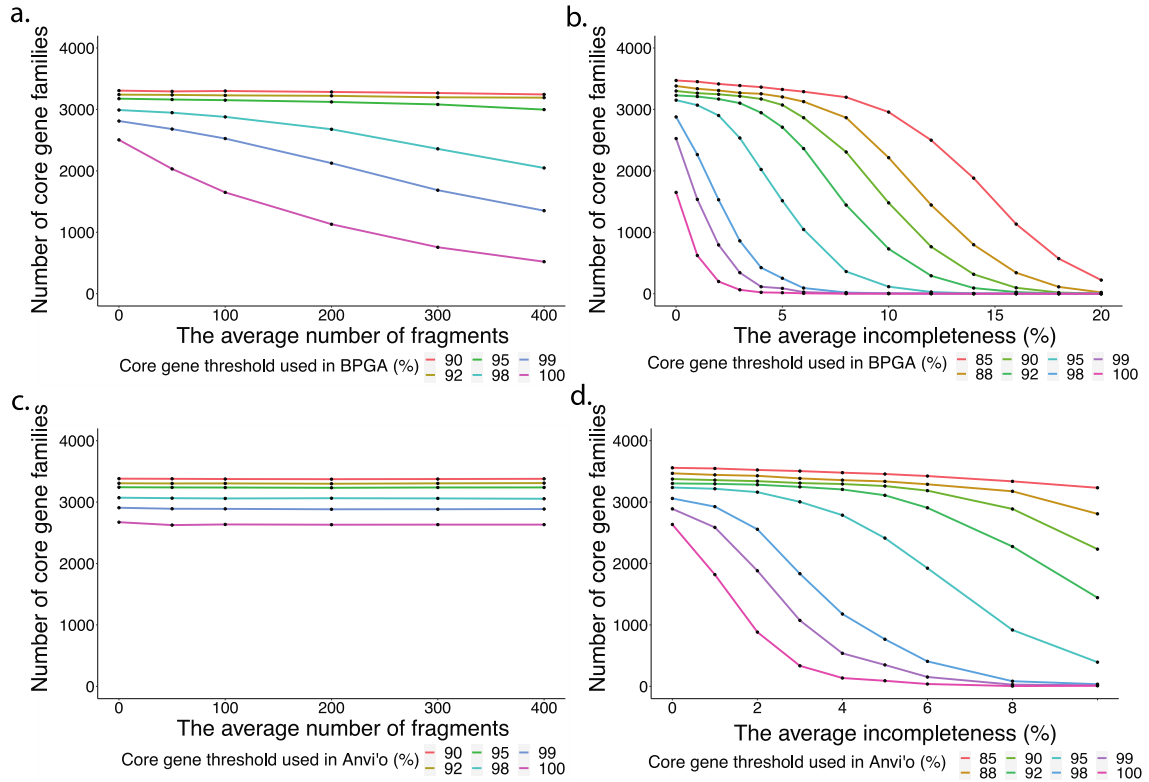 a.
Number of core gene families
4000
3000
2000
1000
0
0 100 200 300 400
The average number of fragments
Core gene threshold used in BPGA (%) 90 95 99
92 98 100
b.
Number of core gene families
4000
3000
2000
1000
0
0 5 10 15 20
The average incompleteness (%)
Core gene threshold used in BPGA (%) 85 90 95 99
88 92 98 100
c.
Number of core gene families
4000
3000
2000
1000
0
0 100 200 300 400
The average number of fragments
Core gene threshold used in Anvi'o (%) 90 95 99
92 98 100
d.
Number of core gene families
4000
3000
2000
1000
0
0 2 4 6 8
The average incompleteness (%)
Core gene threshold used in Anvi'o (%) 85 90 95 99
88 92 98 100